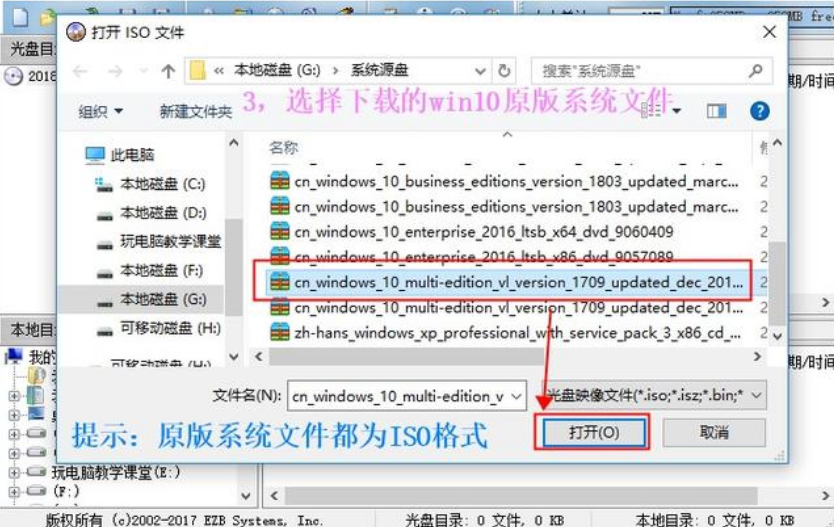 打开 ISO 文件
光盘目
2018
« 本地磁盘 (G:) › 系统源盘
搜索"系统源盘"
期/时间
组织
新建文件夹
3，选择下载的win10原版系统文件
名称
此电脑
本地磁盘 (C:)
本地磁盘 (D:)
玩电脑教学课堂
本地磁盘 (F:)
本地磁盘 (G:)
可移动磁盘 (H:)
可移动磁盘 (H:)
cn_windows_10_business_editions_version_1803_updated_marc...
cn_windows_10_business_editions_version_1803_updated_marc...
cn_windows_10_enterprise_2016_ltsb_x64_dvd_9060409
cn_windows_10_enterprise_2016_ltsb_x86_dvd_9057089
cn_windows_10_multi-edition_vl_version_1709_updated_dec_201...
cn_windows_10_multi-edition_vl_version_1709_updated_dec_201...
zh-hans_windows_xp_professional_with_service_pack_3_x86_cd_...
本地目
我的
期/时间
文件名(N):
cn_windows_10_multi-edition_v
光盘映像文件(*.iso;*.isz;*.bin;*
提示：原版系统文件都为ISO格式
打开(O)
取消
玩电脑教学课堂(E:)
(F:)
版权所有 (c)2002-2017 EZB Systems, Inc.
光盘目录: 0 文件, 0 KB
本地目录: 0 文件, 0 KB